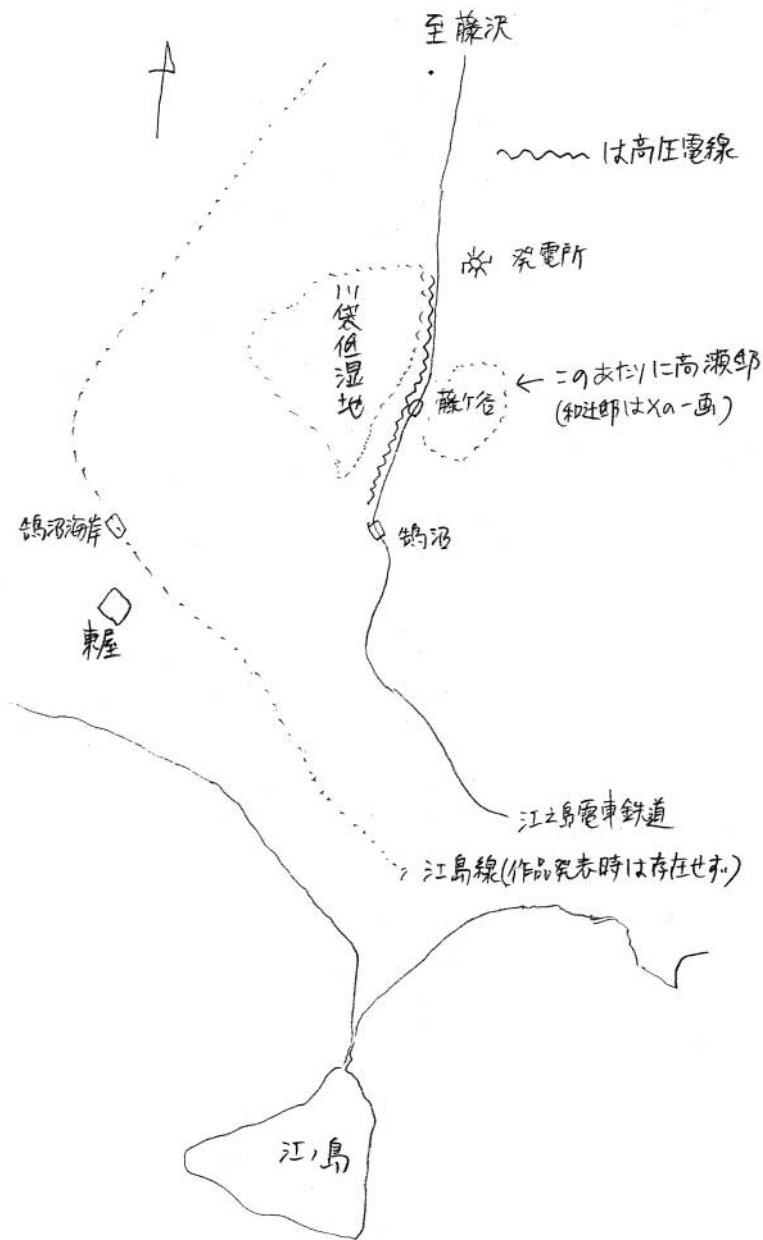 至藤沢
は高圧電線
発電所
川袋低湿地
藤ケ谷
←このあたりに高瀬邸
(和辻邸はXの一画)
鵠沼海岸
鵠沼
東屋
江之島電車鉄道
江島線(作品発表時は存在せず)
江ノ島